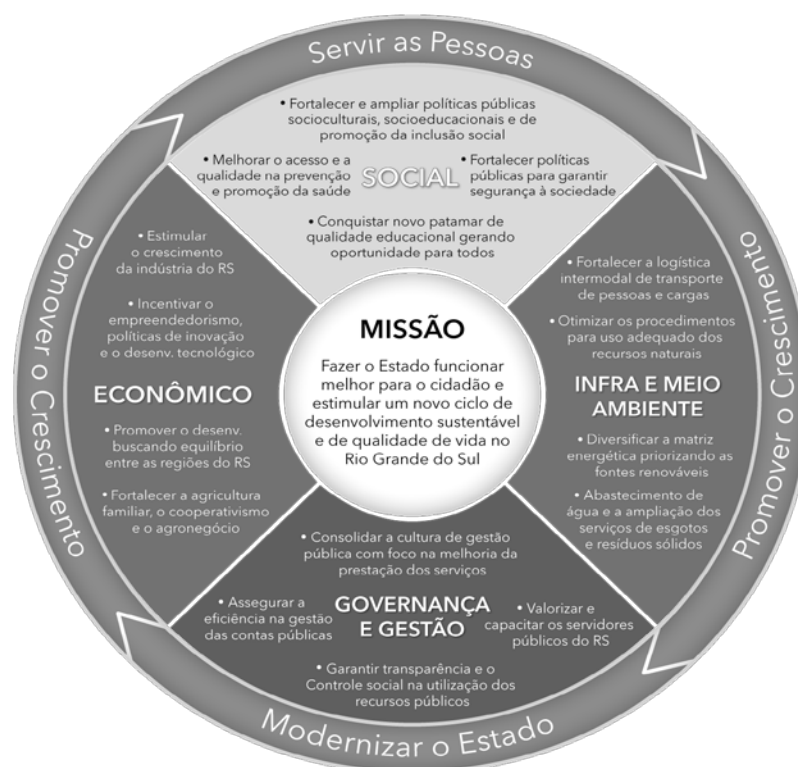 Servir as Pessoas
• Fortalecer e ampliar políticas públicas
socioculturais, socioeducacionais e de
promoção da inclusão social
• Melhorar o acesso e a
qualidade na prevenção
e promoção da saúde
SOCIAL
• Fortalecer políticas
públicas para garantir
segurança à sociedade
• Conquistar novo patamar de
qualidade educacional gerando
oportunidade para todos
Promover o Crescimento
• Estimular
o crescimento
da indústria do RS
• Incentivar o
empreendedorismo,
políticas de inovação
e o desenv. tecnológico
ECONÔMICO
• Promover o desenv.
buscando equilíbrio
entre as regiões do RS
• Fortalecer a agricultura
familiar, o cooperativismo
e o agronegócio
MISSÃO
Fazer o Estado funcionar
melhor para o cidadão e
estimular um novo ciclo de
desenvolvimento sustentável
e de qualidade de vida no
Rio Grande do Sul
• Fortalecer a logística
intermodal de transporte
de pessoas e cargas
• Otimizar os procedimentos
para uso adequado dos
recursos naturais
INFRA E MEIO
AMBIENTE
• Diversificar a matriz
energética priorizando as
fontes renováveis
• Abastecimento de
água e a ampliação dos
serviços de esgotos
e resíduos sólidos
Promover o Crescimento
• Consolidar a cultura de gestão
pública com foco na melhoria da
prestação dos serviços
• Assegurar a
eficiência na gestão
das contas públicas
GOVERNANÇA
E GESTÃO
• Valorizar e
capacitar os servidores
públicos do RS
• Garantir transparência e o
Controle social na utilização dos
recursos públicos
Modernizar o Estado